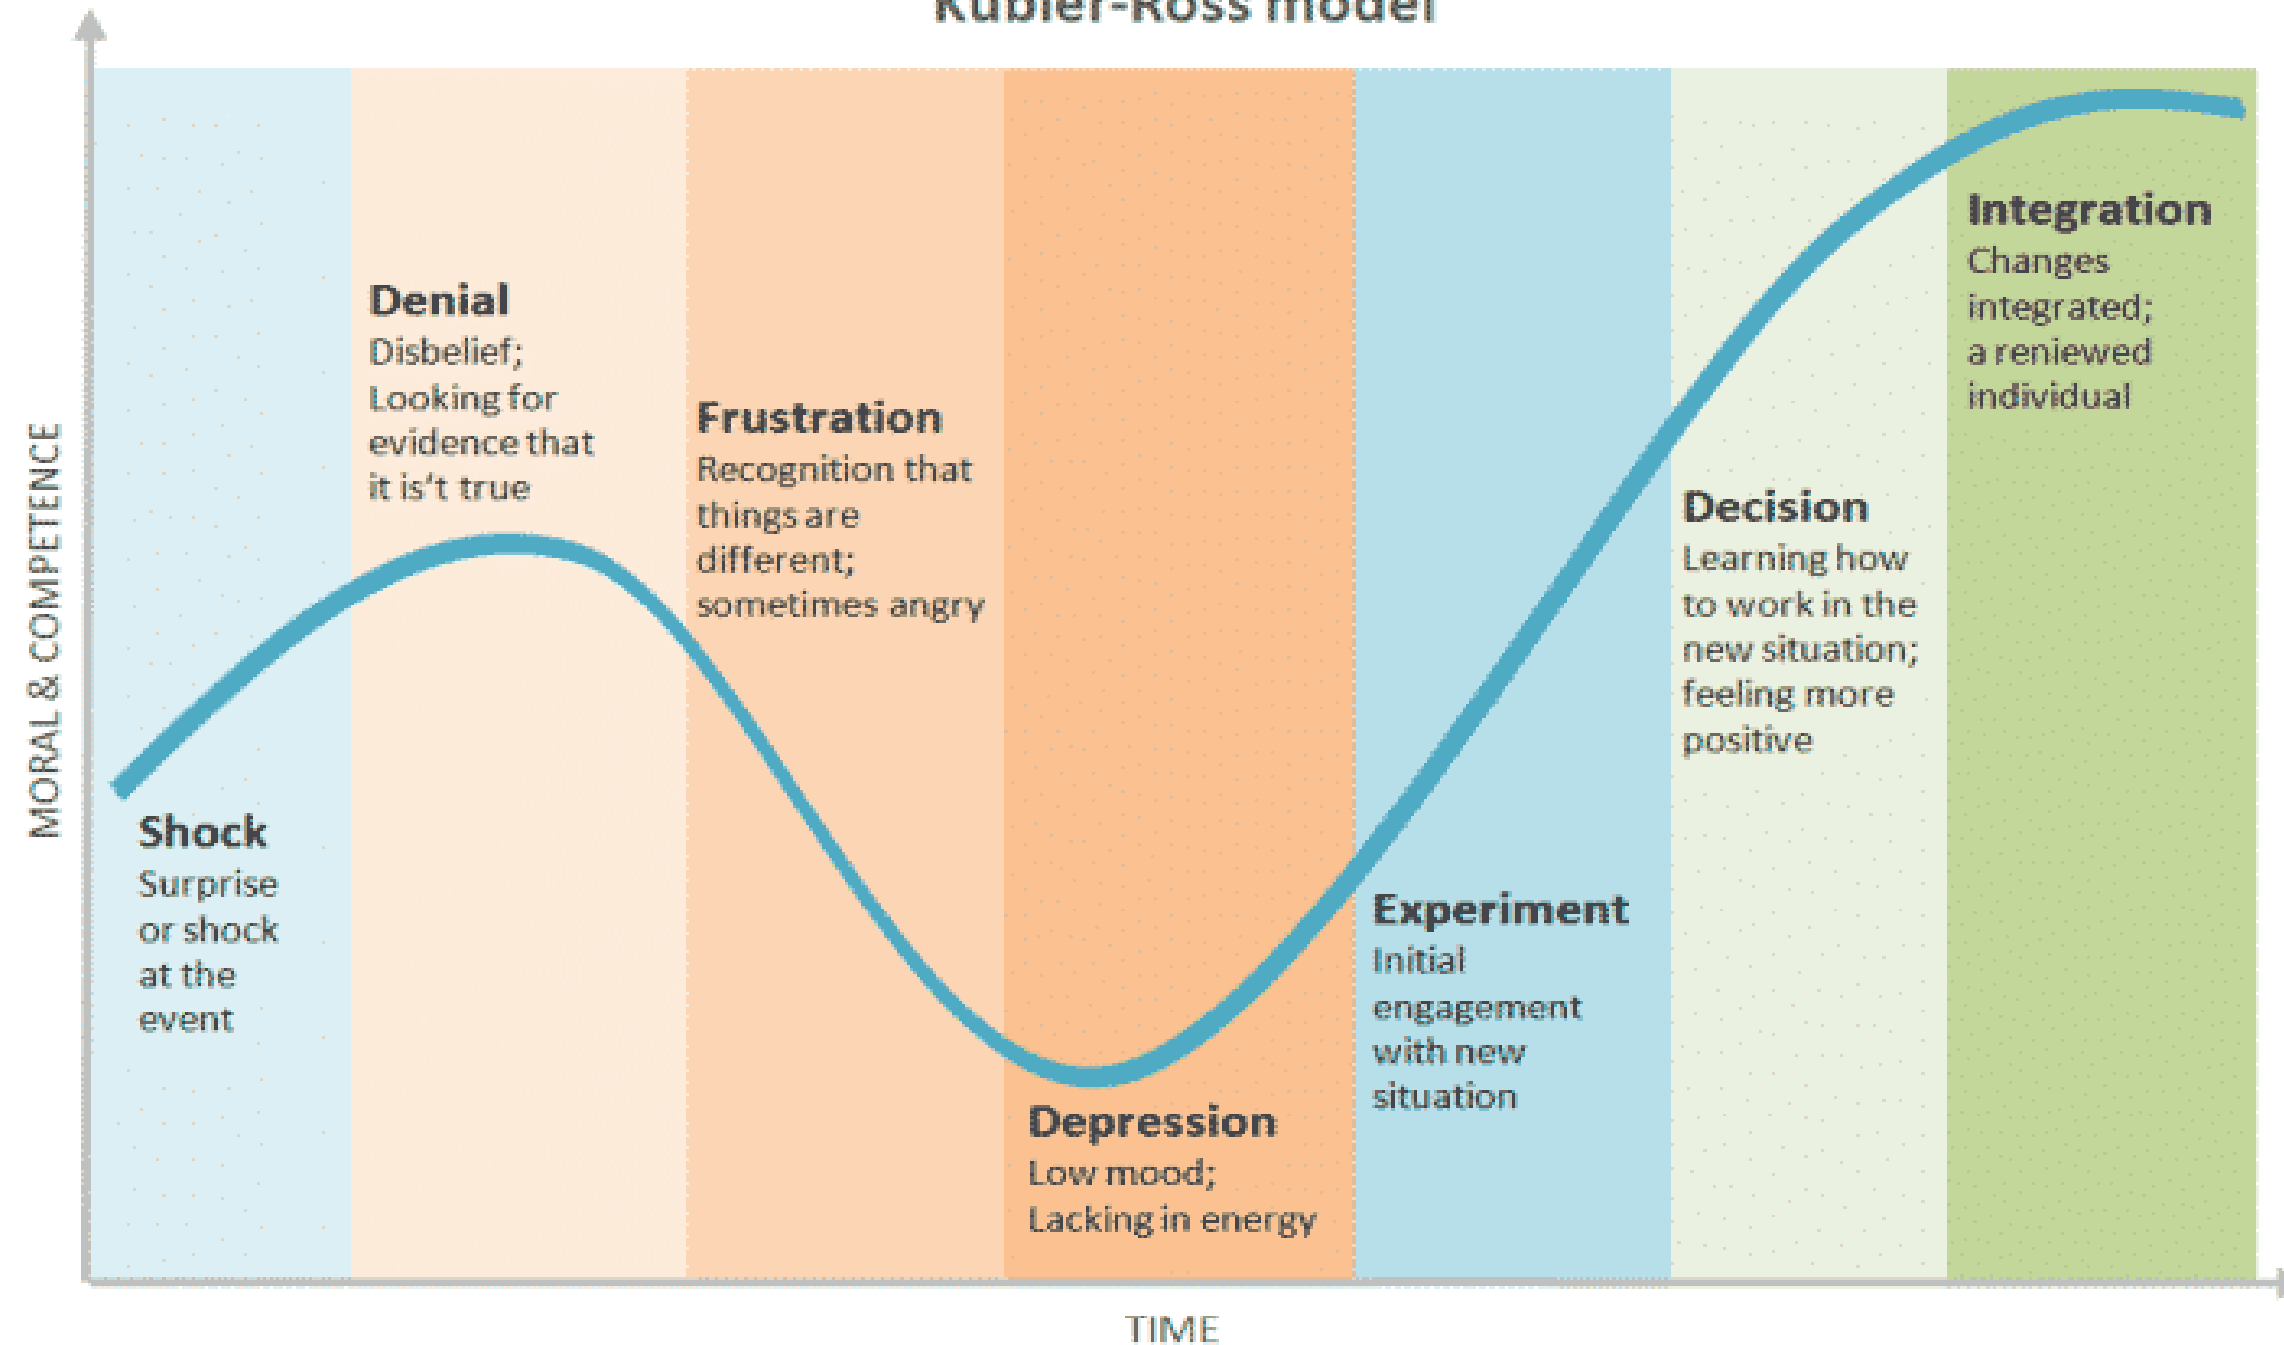 Kübler-Ross model
MORAL & COMPETENCE
Shock
Surprise
or shock
at the
event
Denial
Disbelief;
Looking for
evidence that
it is't true
Frustration
Recognition that
things are
different;
sometimes angry
Depression
Low mood;
Lacking in energy
Experiment
Initial
engagement
with new
situation
Decision
Learning how
to work in the
new situation;
feeling more
positive
Integration
Changes
integrated;
a reniewed
individual
TIME